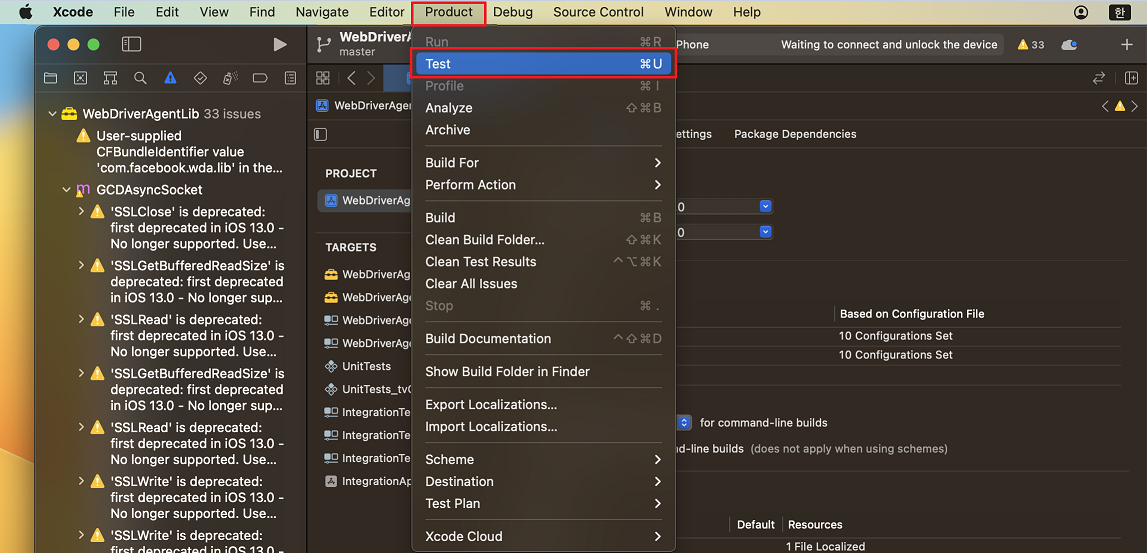 Xcode File Edit View Find Navigate Editor Product Debug Source Control Window Help 한
WebDriverA
master
Phone
Waiting to connect and unlock the device
33
Run ⌘R
Test ⌘U
Profile ⌘I
Analyze ⇧⌘B
Archive
Build For
Perform Action
Build ⌘B
Clean Build Folder... ⇧⌘K
Clean Test Results ^⌥⌘K
Clear All Issues
Stop ⌘.
Build Documentation ^⇧⌘D
Show Build Folder in Finder
Export Localizations...
Import Localizations...
Scheme
Destination
Test Plan
Xcode Cloud
WebDriverAgentLib 33 issues
User-supplied
CFBundleIdentifier value
'com.facebook.wda.lib' in the...
m GCDAsyncSocket
'SSLClose' is deprecated:
first deprecated in iOS 13.0 -
No longer supported. Use...
'SSLGetBufferedReadSize' is
deprecated: first deprecated
in iOS 13.0 - No longer sup...
'SSLRead' is deprecated:
first deprecated in iOS 13.0 -
No longer supported. Use...
'SSLGetBufferedReadSize' is
deprecated: first deprecated
in iOS 13.0 - No longer sup...
'SSLRead' is deprecated:
first deprecated in iOS 13.0 -
No longer supported. Use...
'SSLWrite' is deprecated:
first deprecated in iOS 13.0 -
No longer supported. Use...
'SSLWrite' is deprecated:
first deprecated in iOS 13.0 -
WebDriverAgen
ettings
Package Dependencies
PROJECT
WebDriverAg
TARGETS
WebDriverAg
WebDriverAg
WebDriverAg
WebDriverAg
UnitTests
UnitTests_tvO
IntegrationTe
IntegrationTe
IntegrationTe
IntegrationAp
0
0
Based on Configuration File
10 Configurations Set
10 Configurations Set
for command-line builds
nd-line builds (does not apply when using schemes)
Default
Resources
1 File Localized